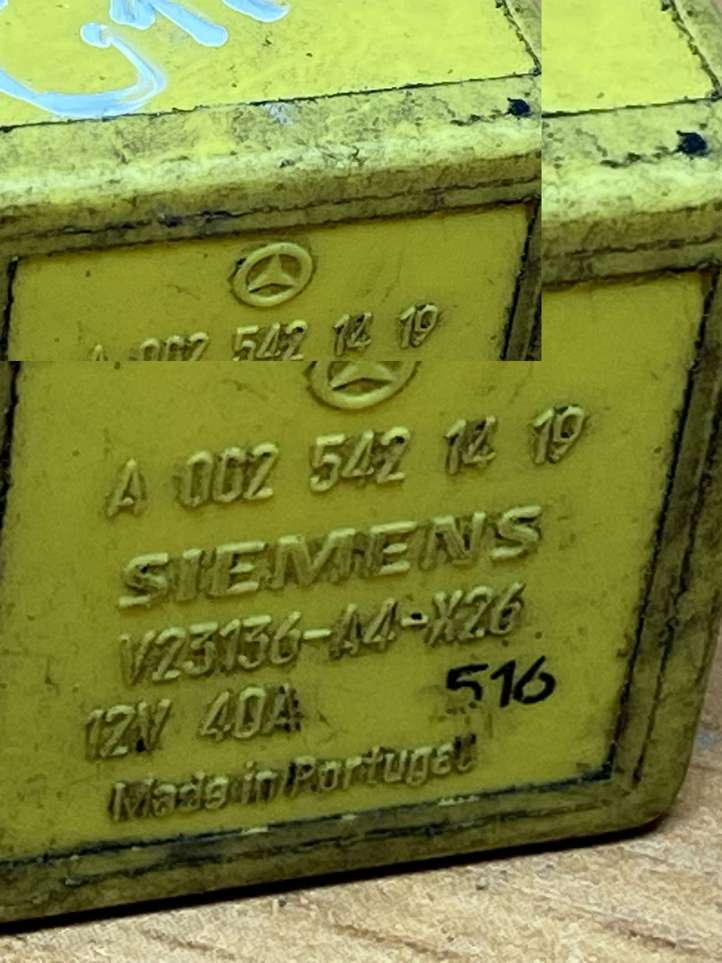 A 002 542 14 19
A 002 542 14 19
SIEMENS
V23136-A4-X26
12V 40A 516
Made in Portugal